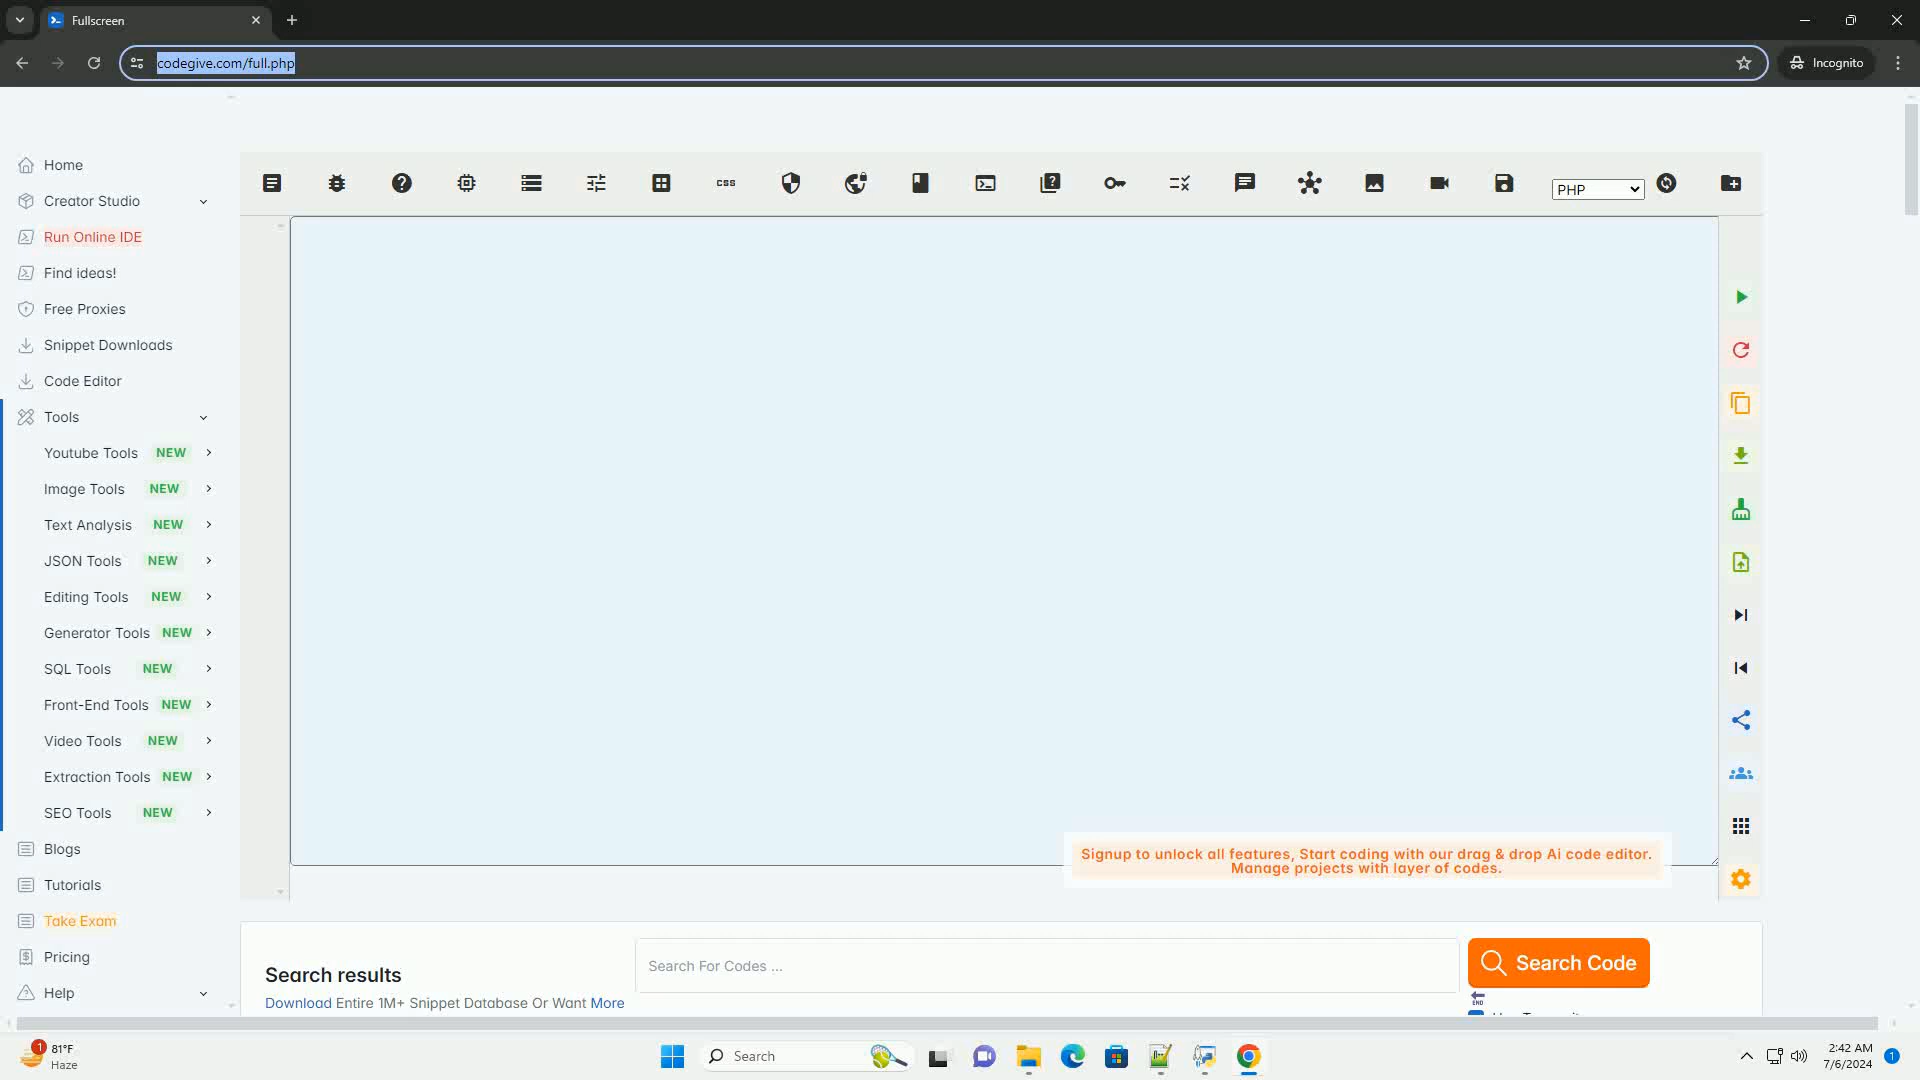 Fullscreen
codegive.com/full.php
Incognito
Home
Creator Studio
Run Online IDE
Find ideas!
Free Proxies
Snippet Downloads
Code Editor
Tools
Youtube Tools NEW
Image Tools NEW
Text Analysis NEW
JSON Tools NEW
Editing Tools NEW
Generator Tools NEW
SQL Tools NEW
Front-End Tools NEW
Video Tools NEW
Extraction Tools NEW
SEO Tools NEW
Blogs
Tutorials
Take Exam
Pricing
Help
css
PHP
Signup to unlock all features, Start coding with our drag & drop Ai code editor.
Manage projects with layer of codes.
Search results
Download Entire 1M+ Snippet Database Or Want More
Search For Codes ...
Search Code
END
1
81°F
Haze
Search
2:42 AM
7/6/2024
1